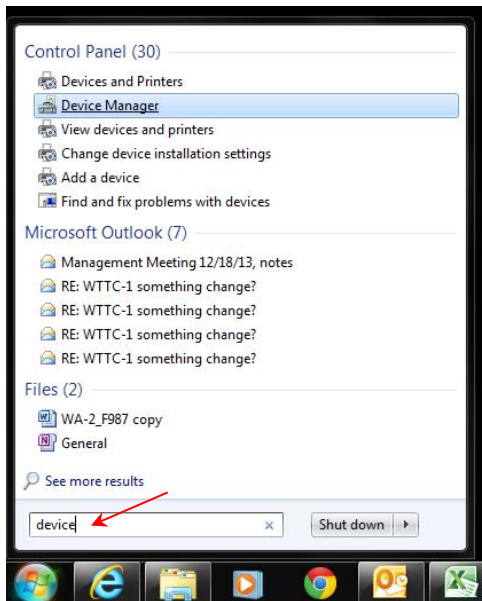 Control Panel (30)
Devices and Printers
Device Manager
View devices and printers
Change device installation settings
Add a device
Find and fix problems with devices
Microsoft Outlook (7)
Management Meeting 12/18/13, notes
RE: WTTC-1 something change?
RE: WTTC-1 something change?
RE: WTTC-1 something change?
RE: WTTC-1 something change?
Files (2)
WA-2_F987 copy
General
See more results
device
Shut down